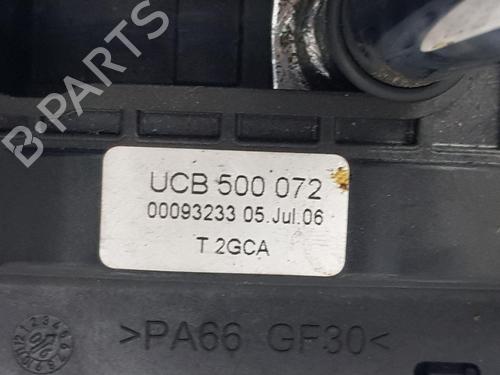 B-PARTS
UCB 500 072
00093233 05.Jul.06
T 2GCA
>PA66 GF30<